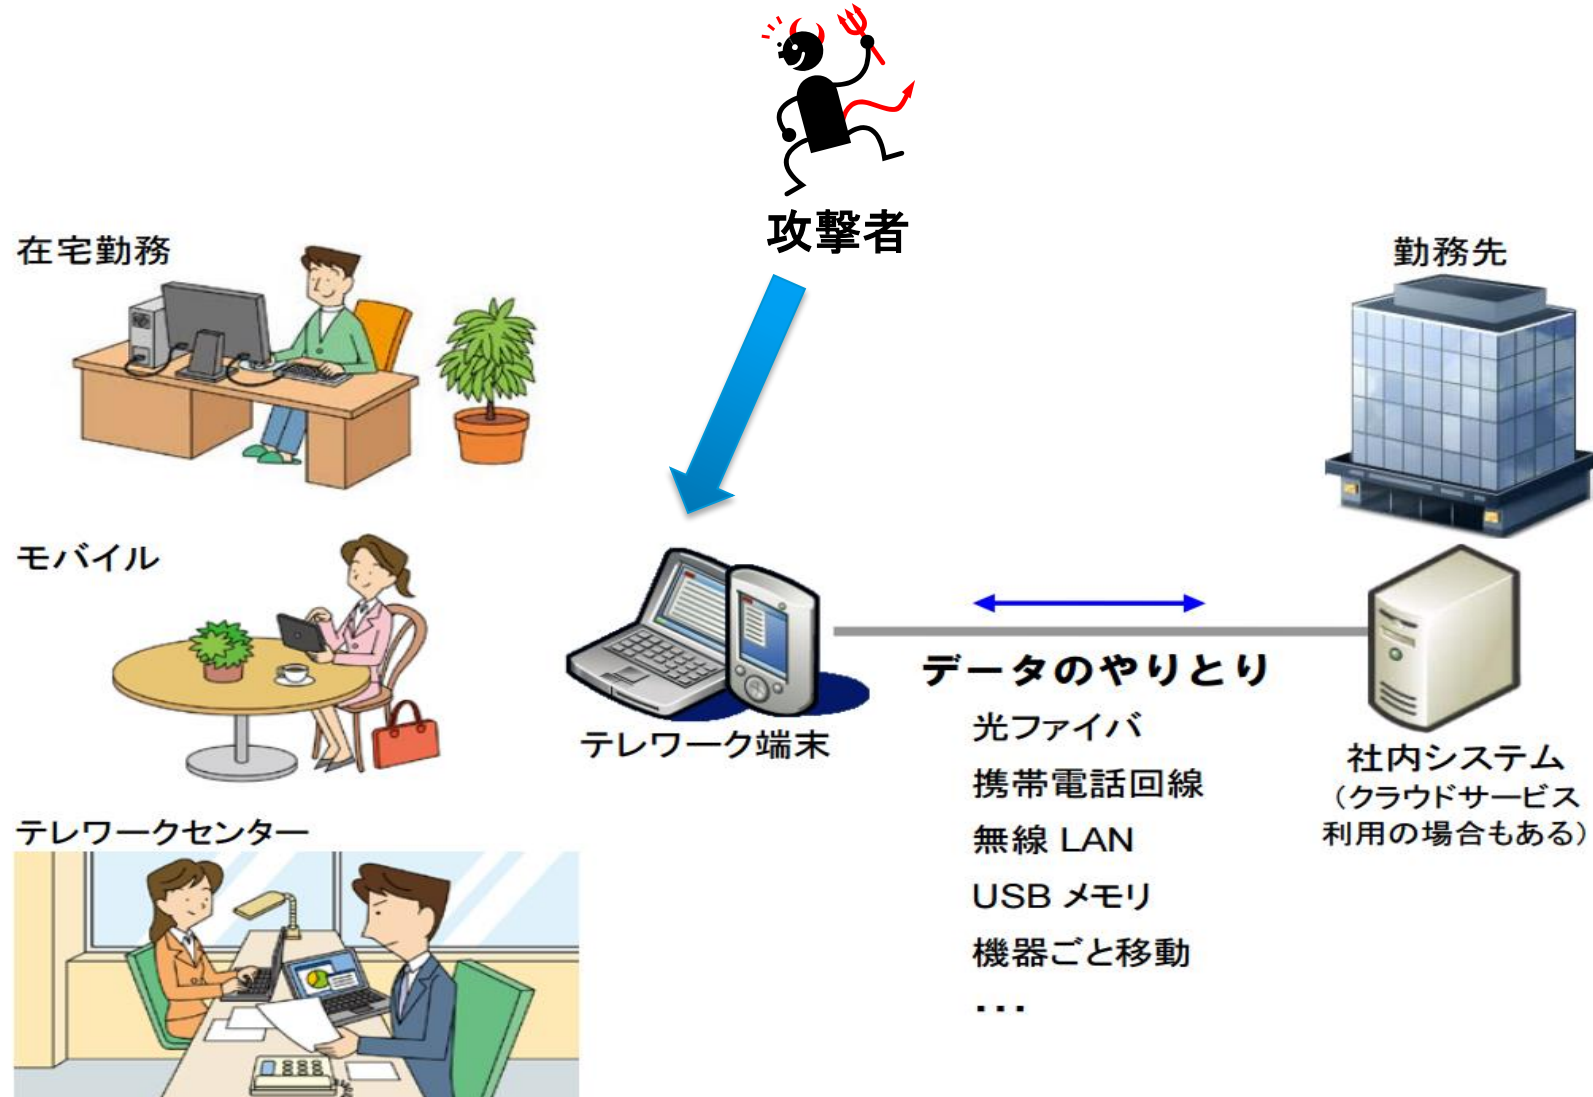 攻撃者
在宅勤務
勤務先
モバイル
テレワーク端末
データのやりとり
光ファイバ
携帯電話回線
無線 LAN
USB メモリ
機器ごと移動
・・・
社内システム
（クラウドサービス
利用の場合もある）
テレワークセンター